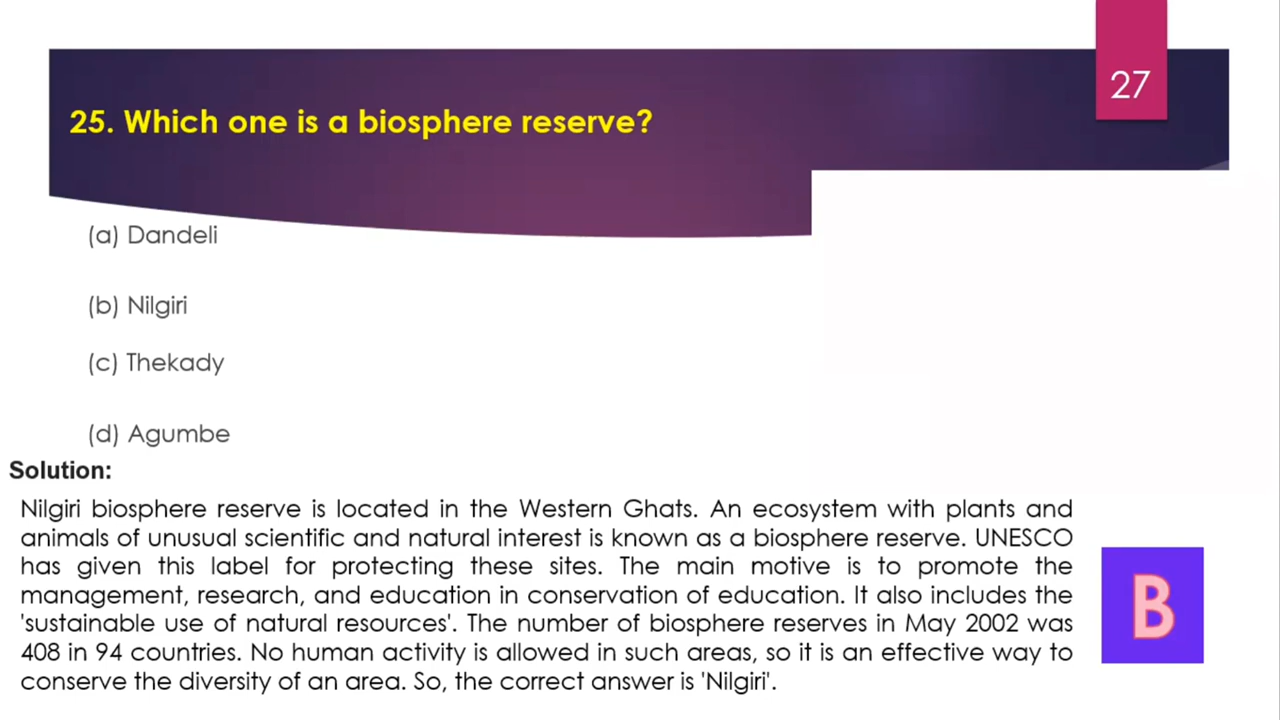 27
25. Which one is a biosphere reserve?
(a) Dandeli
(b) Nilgiri
(c) Thekady
(d) Agumbe
Solution:
Nilgiri biosphere reserve is located in the Western Ghats. An ecosystem with plants and
animals of unusual scientific and natural interest is known as a biosphere reserve. UNESCO
has given this label for protecting these sites. The main motive is to promote the
management, research, and education in conservation of education. It also includes the
'sustainable use of natural resources'. The number of biosphere reserves in May 2002 was
408 in 94 countries. No human activity is allowed in such areas, so it is an effective way to
conserve the diversity of an area. So, the correct answer is 'Nilgiri'.
B